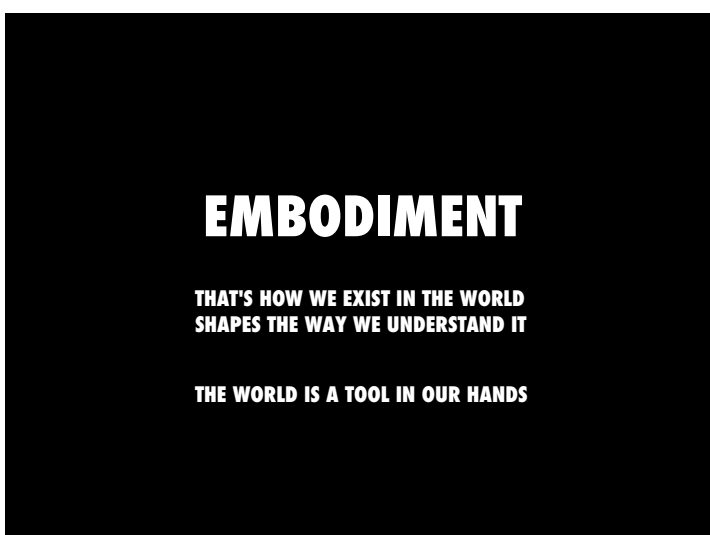 EMBODIMENT
THAT'S HOW WE EXIST IN THE WORLD
SHAPES THE WAY WE UNDERSTAND IT
THE WORLD IS A TOOL IN OUR HANDS